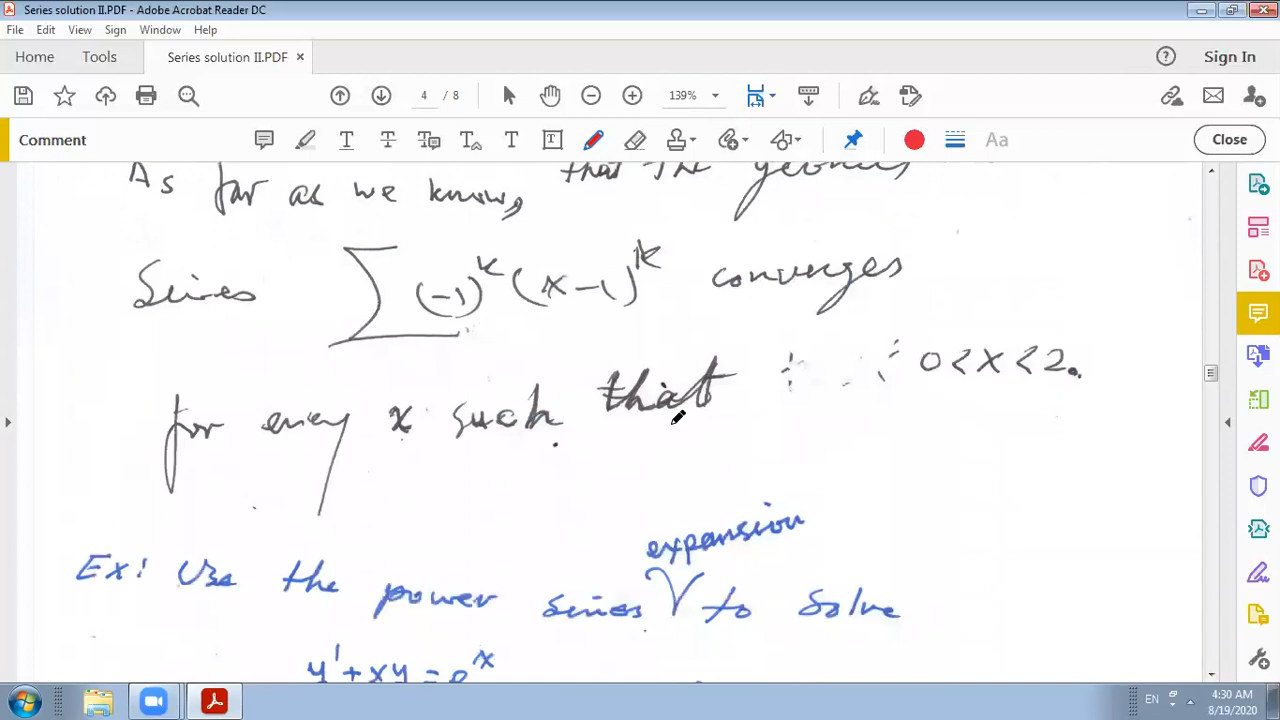 Series solution II.PDF - Adobe Acrobat Reader DC
File Edit View Sign Window Help
Home Tools Series solution II.PDF × Sign In
4 / 8 139%
Comment Aa Close
As far as we know, that the
Series ∑ (-1)^k (x-1)^k converges
for every x such that 0<x<2.
expansion
Ex: Use the power series to solve
y' + xy = e^x
EN 4:30 AM
8/19/2020